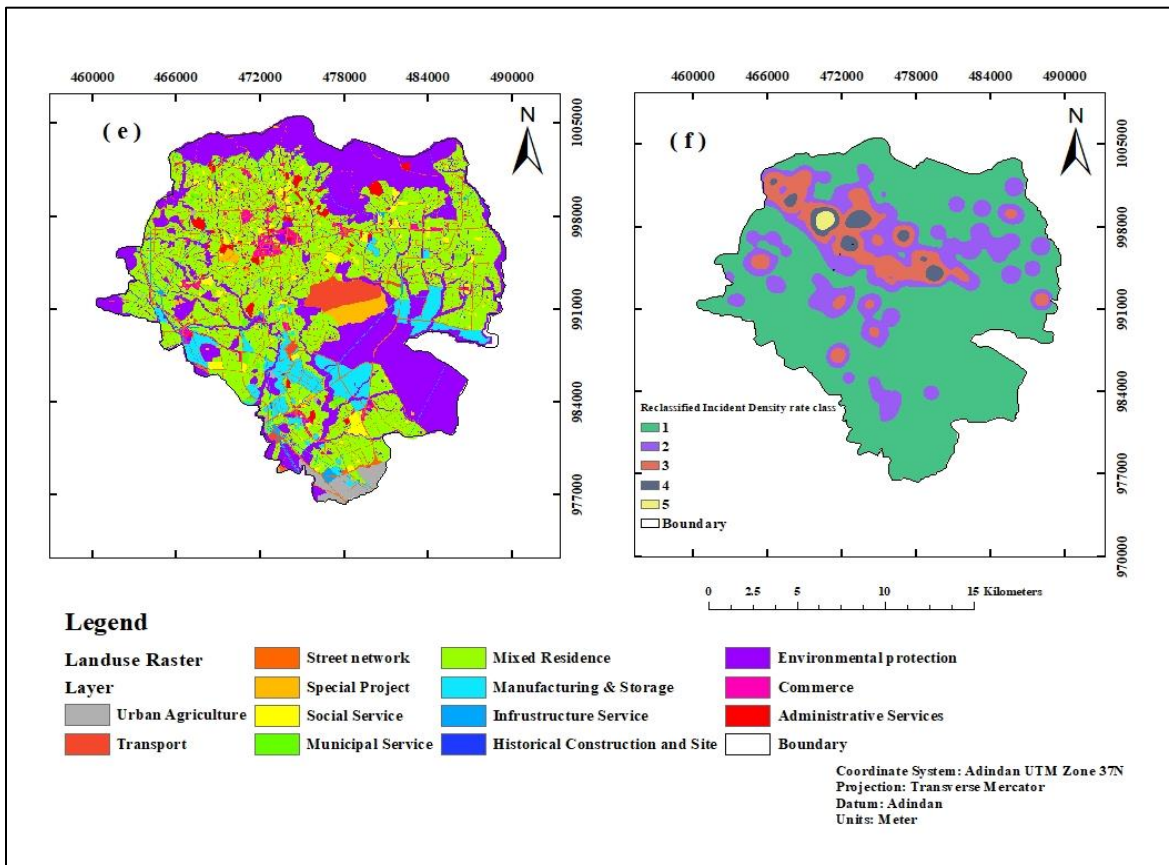 460000 466000 472000 478000 484000 490000
( e )
N
1005000
998000
991000
984000
977000
460000 466000 472000 478000 484000 490000
( f )
N
1005000
998000
991000
984000
977000
970000
Reclassified Incident Density rate class
1
2
3
4
5
Boundary
0 2.5 5 10 15 Kilometers
Legend
Landuse Raster
Layer
Urban Agriculture
Transport
Street network
Special Project
Social Service
Municipal Service
Mixed Residence
Manufacturing & Storage
Infrustructure Service
Historical Construction and Site
Environmental protection
Commerce
Administrative Services
Boundary
Coordinate System: Adindan UTM Zone 37N
Projection: Transverse Mercator
Datum: Adindan
Units: Meter